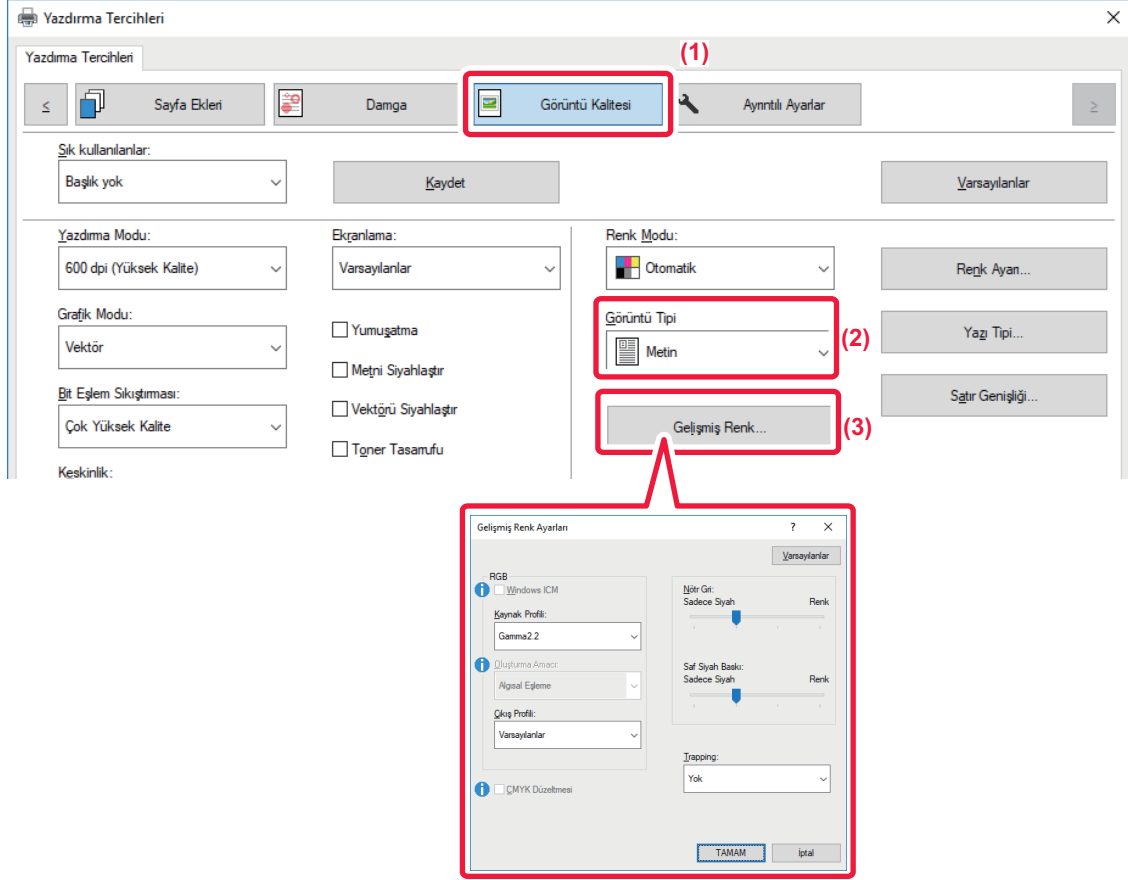 Yazdırma Tercihleri
Yazdırma Tercihleri
(1)
< Sayfa Ekleri Damga Görüntü Kalitesi Ayrıntılı Ayarlar >
Sık kullanılanlar:
Başlık yok Kaydet Varsayılanlar
Yazdırma Modu: Ekranlama: Renk Modu:
600 dpi (Yüksek Kalite) Varsayılanlar Otomatik Renk Ayarı...
Grafik Modu: Görüntü Tipi
Yumuşatma (2) Yazı Tipi...
Vektör Metin
Metni Siyahlaştır
Bit Eşlem Sıkıştırması: Satır Genişliği...
Vektörü Siyahlaştır
Çok Yüksek Kalite Gelişmiş Renk... (3)
Toner Tasarrufu
Keskinlik:
Gelişmiş Renk Ayarları ? ×
Varsayılanlar
RGB
Windows ICM Nötr Gri:
Sadece Siyah Renk
Kaynak Profili:
Gamma2.2
Oluşturma Amacı: Saf Siyah Baskı:
Sadece Siyah Renk
Algısal Eşleme
Çıkış Profili:
Varsayılanlar
Trapping:
Yok
CMYK Düzeltmesi
TAMAM İptal